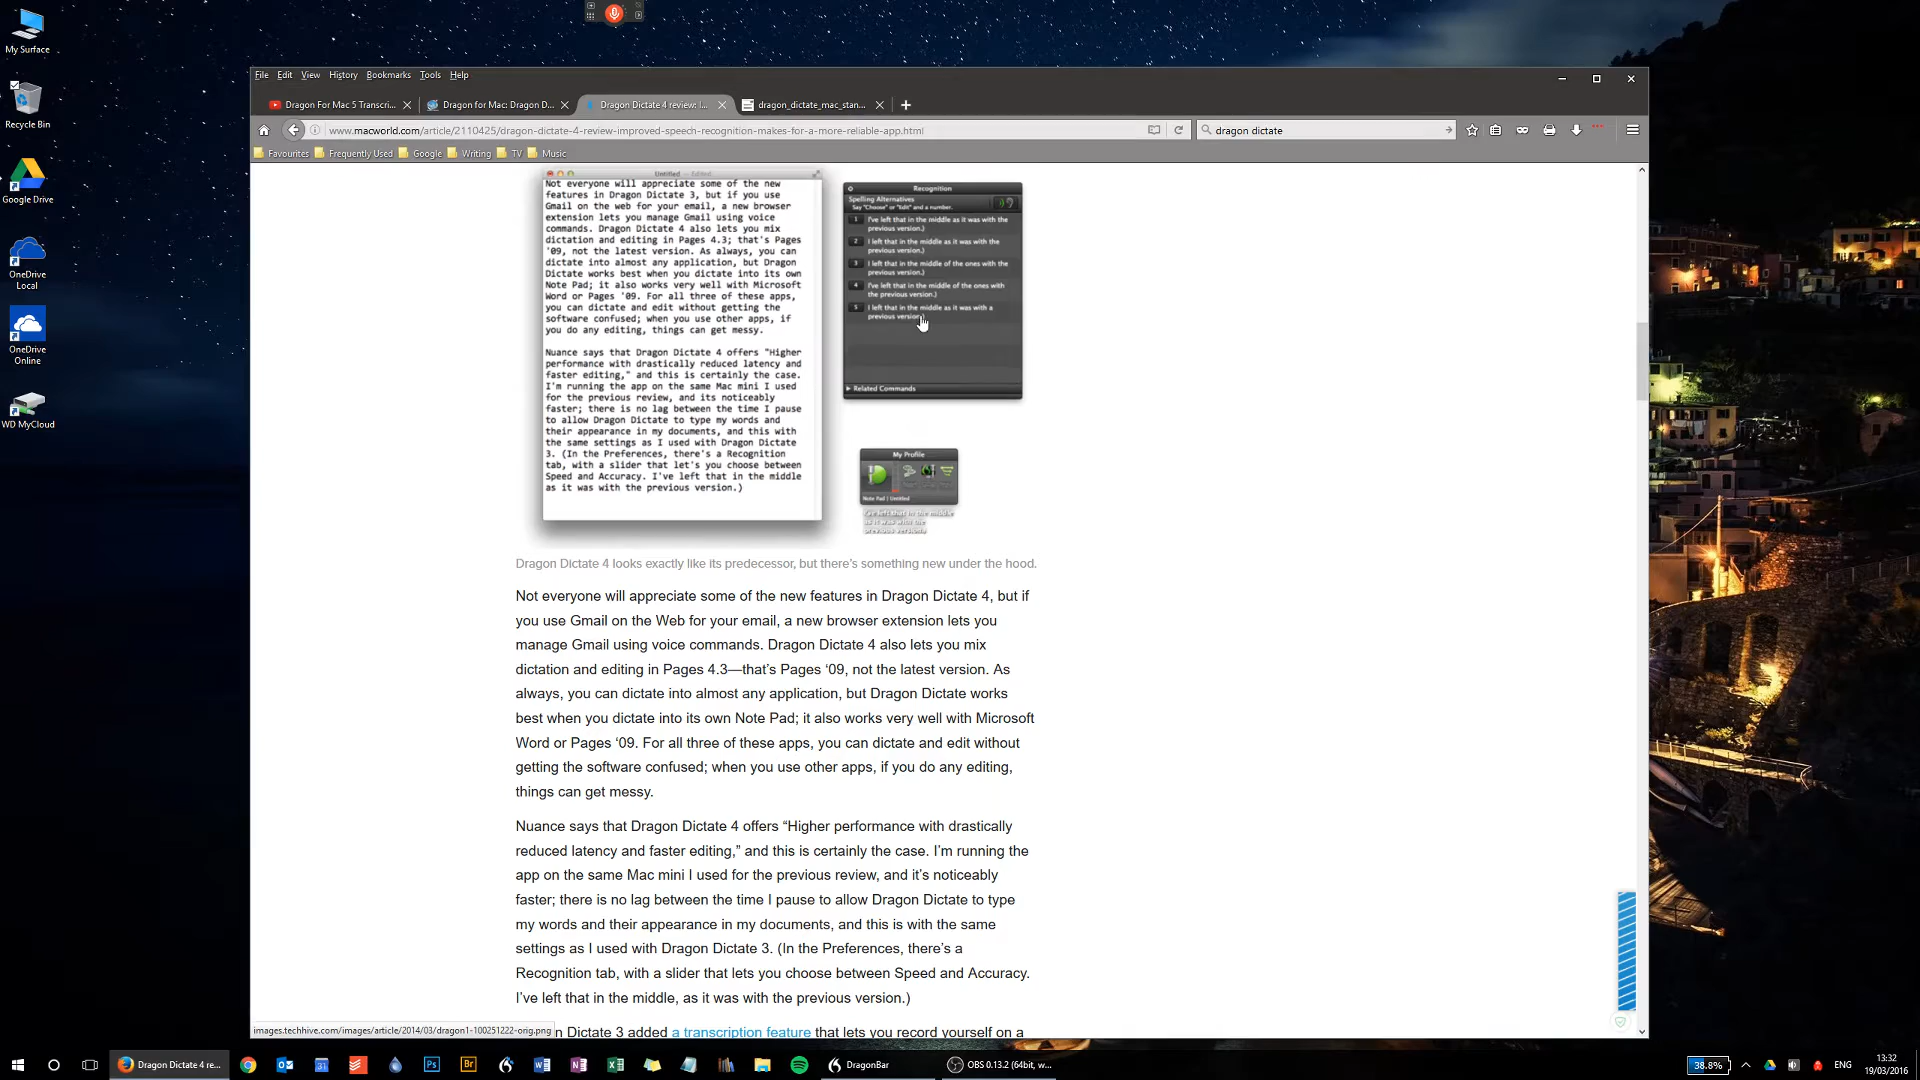 My Surface
Recycle Bin
Google Drive
OneDrive
Local
OneDrive
Online
WD MyCloud
File Edit View History Bookmarks Tools Help
Dragon For Mac 5 Transcri...
Dragon for Mac: Dragon D...
Dragon Dictate 4 review: I...
dragon_dictate_mac_stan...
www.macworld.com/article/2110425/dragon-dictate-4-review-improved-speech-recognition-makes-for-a-more-reliable-app.html
dragon dictate
Favourites Frequently Used Google Writing TV Music
Untitled — Edited
Not everyone will appreciate some of the new
features in Dragon Dictate 3, but if you use
Gmail on the web for your email, a new browser
extension lets you manage Gmail using voice
commands. Dragon Dictate 4 also lets you mix
dictation and editing in Pages 4.3; that's Pages
'09, not the latest version. As always, you can
dictate into almost any application, but Dragon
Dictate works best when you dictate into its own
Note Pad; it also works very well with Microsoft
Word or Pages '09. For all three of these apps,
you can dictate and edit without getting the
software confused; when you use other apps, if
you do any editing, things can get messy.
Nuance says that Dragon Dictate 4 offers "Higher
performance with drastically reduced latency and
faster editing," and this is certainly the case.
I'm running the app on the same Mac mini I used
for the previous review, and its noticeably
faster; there is no lag between the time I pause
to allow Dragon Dictate to type my words and
their appearance in my documents, and this with
the same settings as I used with Dragon Dictate
3. (In the Preferences, there's a Recognition
tab, with a slider that let's you choose between
Speed and Accuracy. I've left that in the middle
as it was with the previous version.)
Recognition
Spelling Alternatives
Say "Choose" or "Edit" and a number.
1 I've left that in the middle as it was with the
previous version.)
2 I left that in the middle as it was with the
previous version.)
3 I left that in the middle of the ones with the
previous version.)
4 I've left that in the middle of the ones with
the previous version.)
5 I left that in the middle as it was with a
previous version.)
Related Commands
My Profile
Note Pad | Untitled
I've left that in the middle
as it was with the
previous version
Dragon Dictate 4 looks exactly like its predecessor, but there's something new under the hood.
Not everyone will appreciate some of the new features in Dragon Dictate 4, but if
you use Gmail on the Web for your email, a new browser extension lets you
manage Gmail using voice commands. Dragon Dictate 4 also lets you mix
dictation and editing in Pages 4.3—that's Pages '09, not the latest version. As
always, you can dictate into almost any application, but Dragon Dictate works
best when you dictate into its own Note Pad; it also works very well with Microsoft
Word or Pages '09. For all three of these apps, you can dictate and edit without
getting the software confused; when you use other apps, if you do any editing,
things can get messy.
Nuance says that Dragon Dictate 4 offers “Higher performance with drastically
reduced latency and faster editing,” and this is certainly the case. I'm running the
app on the same Mac mini I used for the previous review, and it's noticeably
faster; there is no lag between the time I pause to allow Dragon Dictate to type
my words and their appearance in my documents, and this is with the same
settings as I used with Dragon Dictate 3. (In the Preferences, there's a
Recognition tab, with a slider that lets you choose between Speed and Accuracy.
I've left that in the middle, as it was with the previous version.)
n Dictate 3 added a transcription feature that lets you record yourself on a
images.techhive.com/images/article/2014/03/dragon1-100251222-orig.png
Dragon Dictate 4 re...
Ps
Br
DragonBar
OBS 0.13.2 (64bit, w...
38.8%
ENG
13:32
19/03/2016